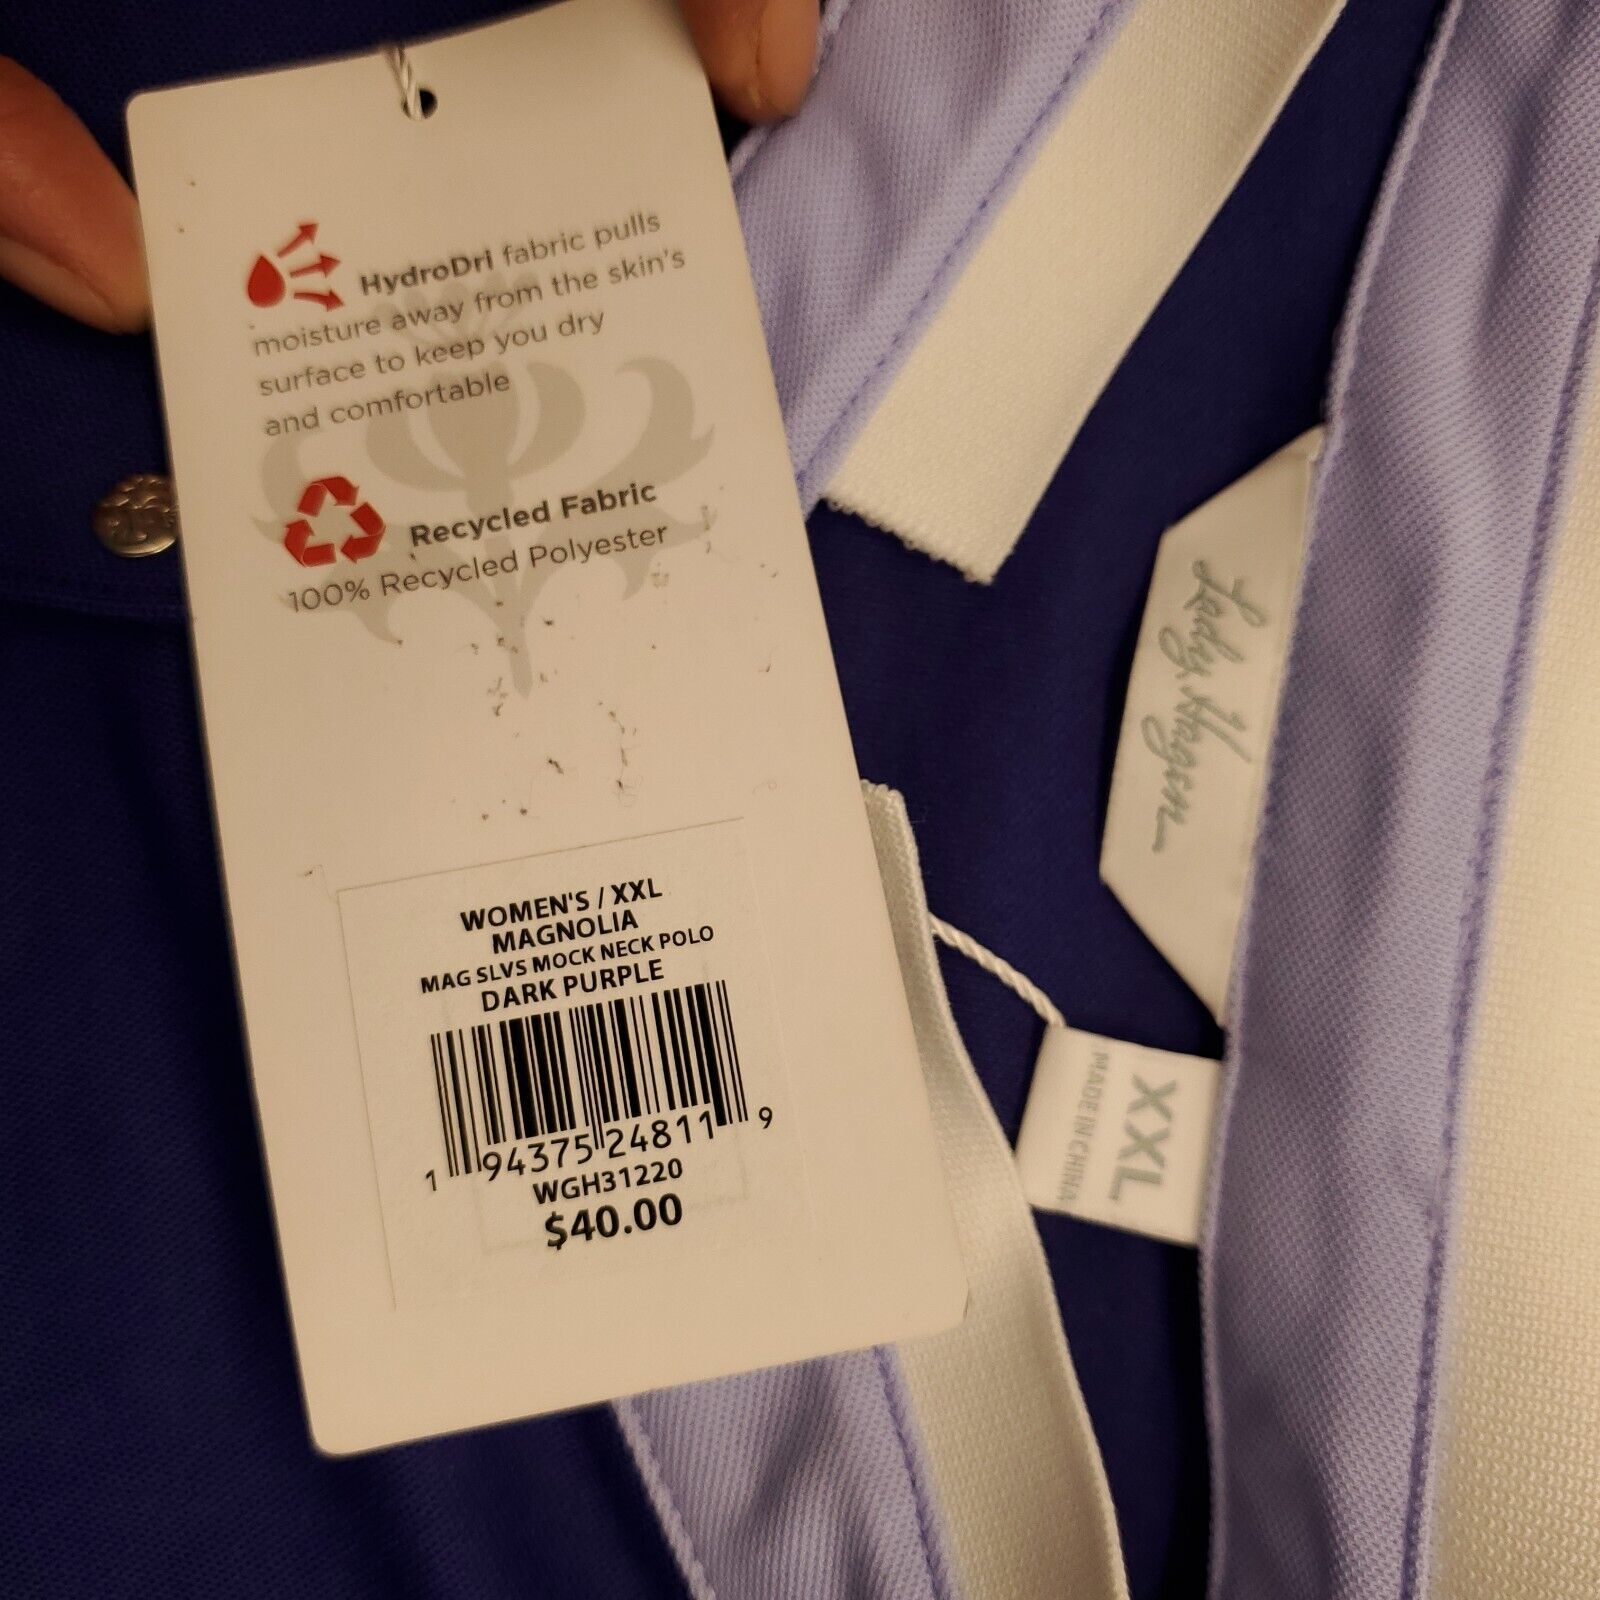 HydroDri fabric pulls
moisture away from the skin's
surface to keep you dry
and comfortable
Recycled Fabric
100% Recycled Polyester
WOMEN'S / XXL
MAGNOLIA
MAG SLVS MOCK NECK POLO
DARK PURPLE
1 94375 24811 9
WGH31220
$40.00
Lady Hagen
XXL
MADE IN CHINA